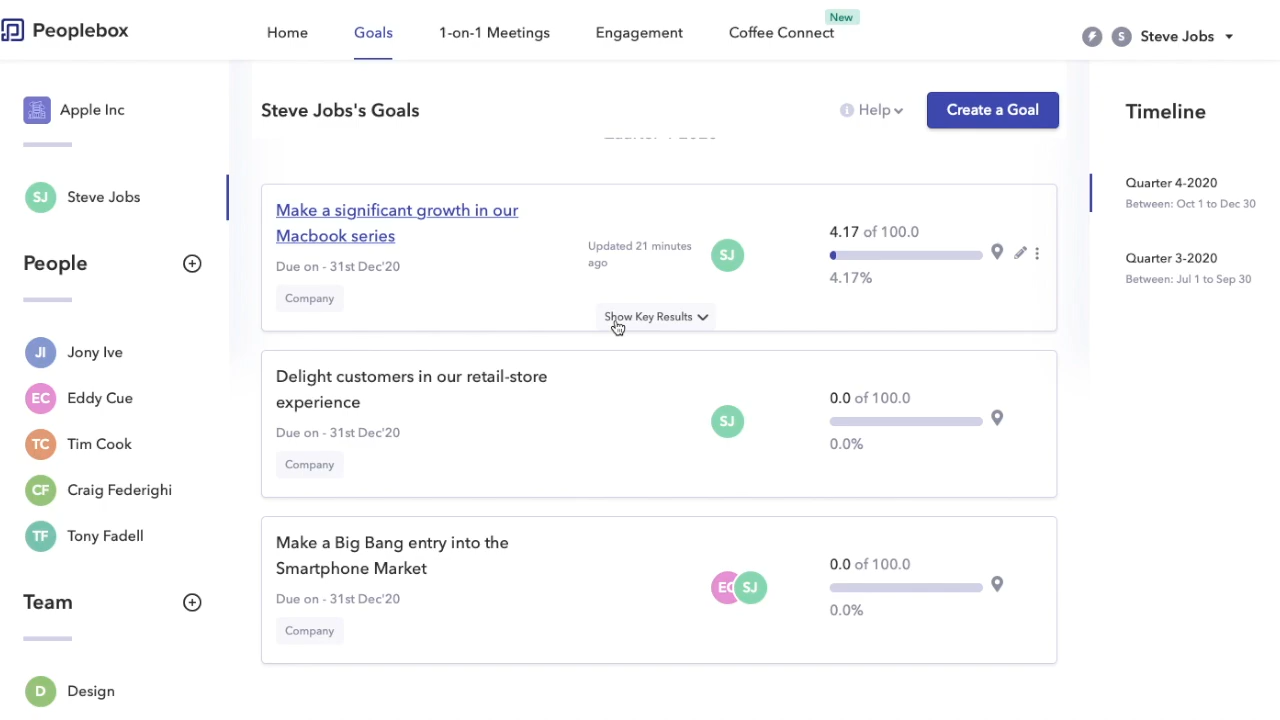 Peoplebox
Home
Goals
1-on-1 Meetings
Engagement
New
Coffee Connect
S
Steve Jobs
Apple Inc
SJ Steve Jobs
People
JI Jony Ive
EC Eddy Cue
TC Tim Cook
CF Craig Federighi
TF Tony Fadell
Team
D Design
Steve Jobs's Goals
Help
Create a Goal
Make a significant growth in our
Macbook series
Due on - 31st Dec'20
Company
Updated 21 minutes
ago
SJ
4.17 of 100.0
4.17%
Show Key Results
Delight customers in our retail-store
experience
Due on - 31st Dec'20
Company
SJ
0.0 of 100.0
0.0%
Make a Big Bang entry into the
Smartphone Market
Due on - 31st Dec'20
Company
EC SJ
0.0 of 100.0
0.0%
Timeline
Quarter 4-2020
Between: Oct 1 to Dec 30
Quarter 3-2020
Between: Jul 1 to Sep 30